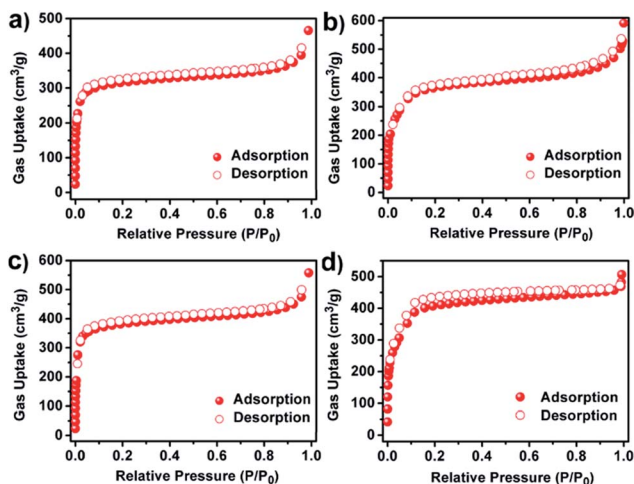 a)
500
400
300
200
100
0
Gas Uptake (cm³/g)
Adsorption
Desorption
0.0 0.2 0.4 0.6 0.8 1.0
Relative Pressure (P/P₀)
b)
600
500
400
300
200
100
0
Gas Uptake (cm³/g)
Adsorption
Desorption
0.0 0.2 0.4 0.6 0.8 1.0
Relative Pressure (P/P₀)
c)
600
500
400
300
200
100
0
Gas Uptake (cm³/g)
Adsorption
Desorption
0.0 0.2 0.4 0.6 0.8 1.0
Relative Pressure (P/P₀)
d)
500
400
300
200
100
0
Gas Uptake (cm³/g)
Adsorption
Desorption
0.0 0.2 0.4 0.6 0.8 1.0
Relative Pressure (P/P₀)